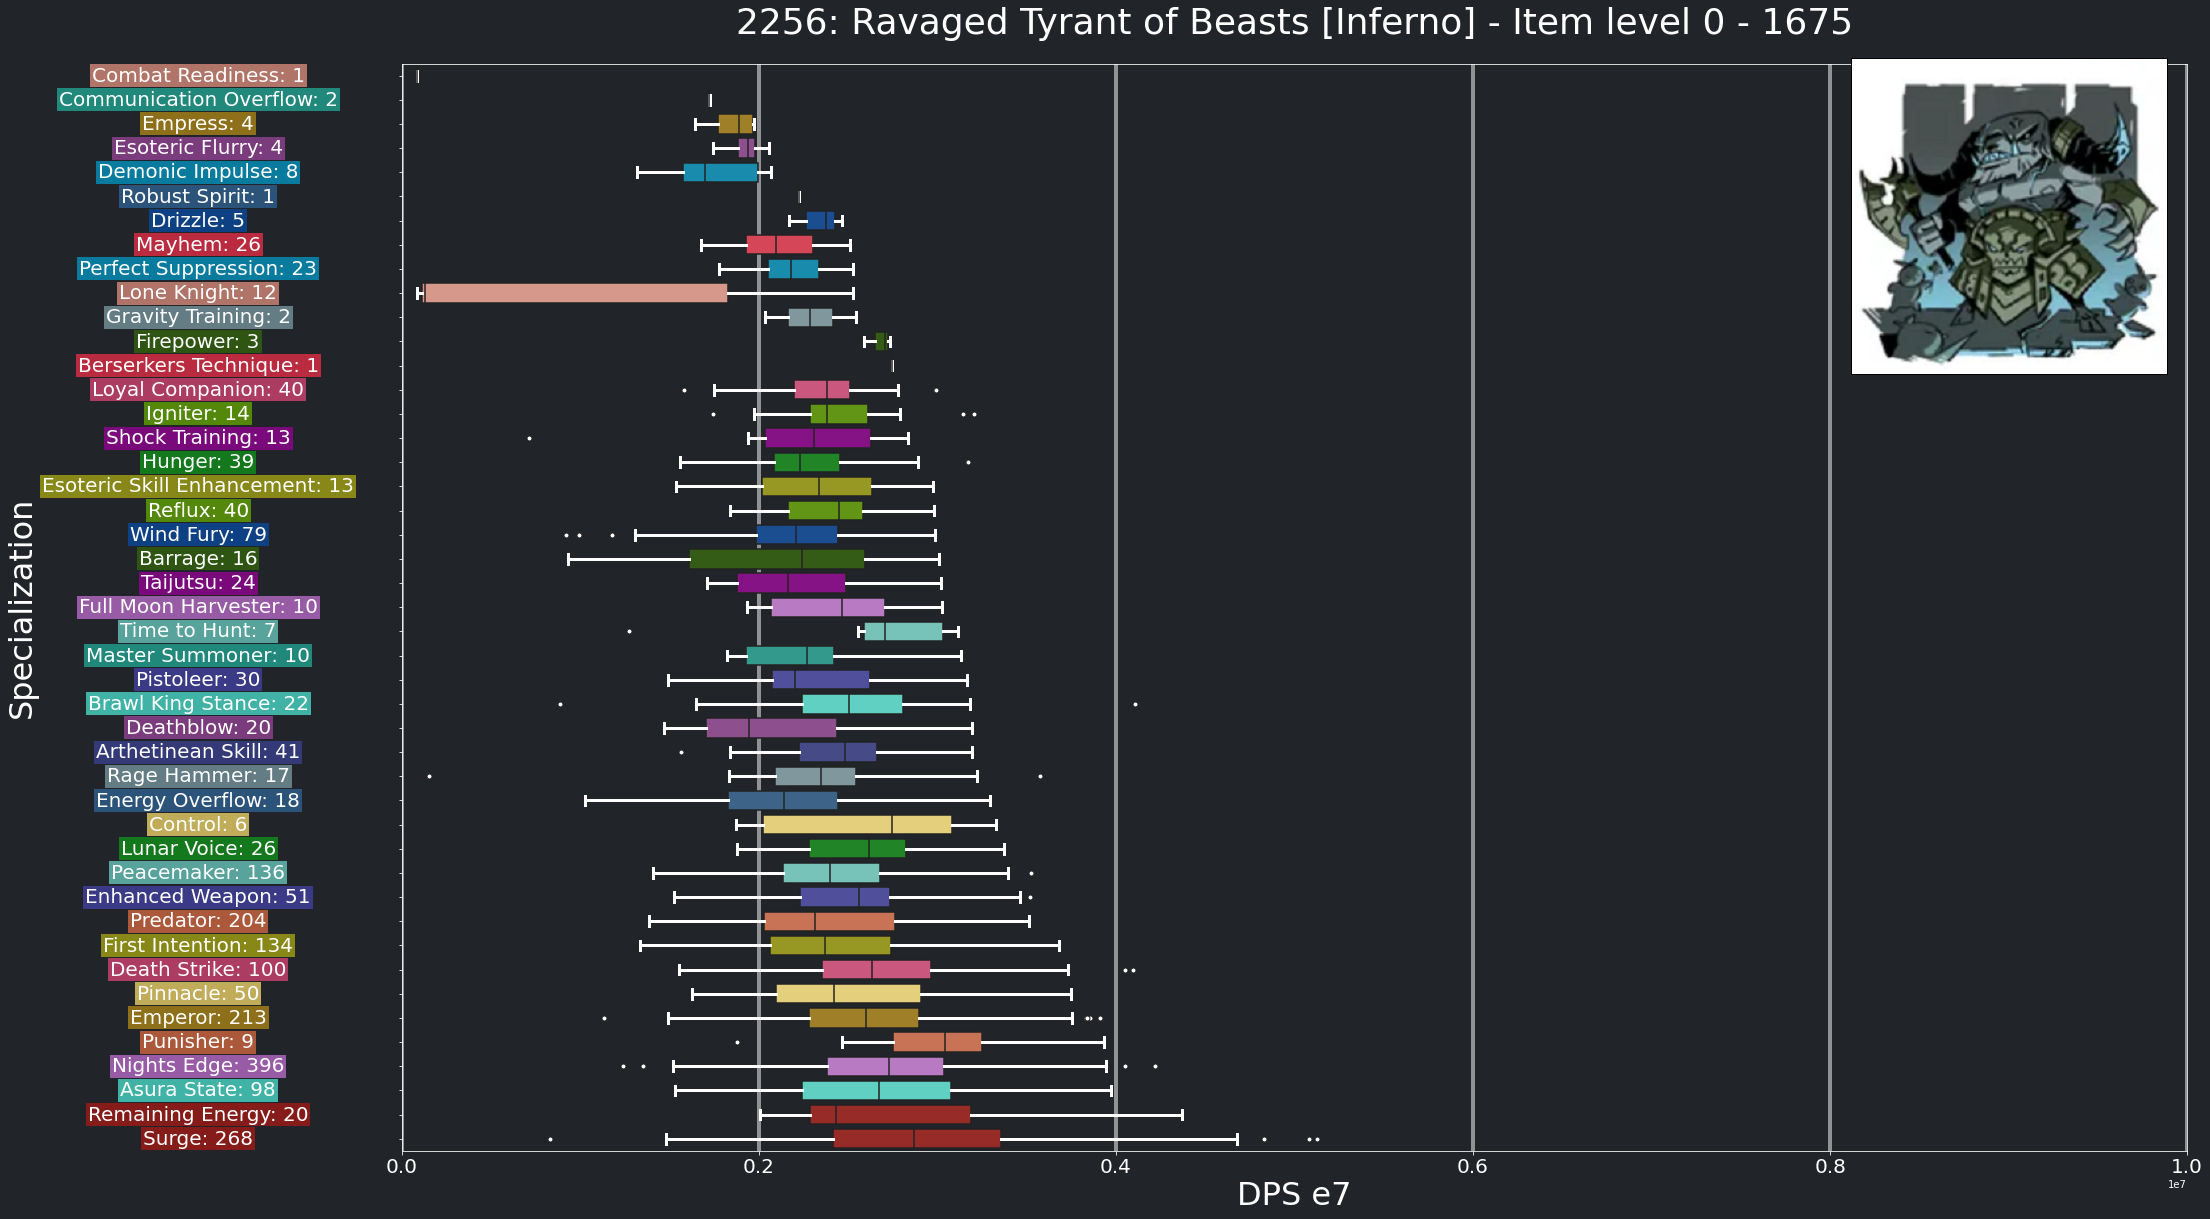 2256: Ravaged Tyrant of Beasts [Inferno] - Item level 0 - 1675
Specialization
Combat Readiness: 1
Communication Overflow: 2
Empress: 4
Esoteric Flurry: 4
Demonic Impulse: 8
Robust Spirit: 1
Drizzle: 5
Mayhem: 26
Perfect Suppression: 23
Lone Knight: 12
Gravity Training: 2
Firepower: 3
Berserkers Technique: 1
Loyal Companion: 40
Igniter: 14
Shock Training: 13
Hunger: 39
Esoteric Skill Enhancement: 13
Reflux: 40
Wind Fury: 79
Barrage: 16
Taijutsu: 24
Full Moon Harvester: 10
Time to Hunt: 7
Master Summoner: 10
Pistoleer: 30
Brawl King Stance: 22
Deathblow: 20
Arthetinean Skill: 41
Rage Hammer: 17
Energy Overflow: 18
Control: 6
Lunar Voice: 26
Peacemaker: 136
Enhanced Weapon: 51
Predator: 204
First Intention: 134
Death Strike: 100
Pinnacle: 50
Emperor: 213
Punisher: 9
Nights Edge: 396
Asura State: 98
Remaining Energy: 20
Surge: 268
0.0 0.2 0.4 0.6 0.8 1.0
1e7
DPS e7